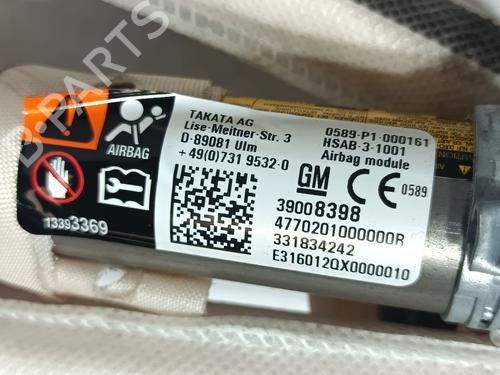 B-PARTS
TAKATA AG
Lise-Meitner-Str. 3
D-89081 Ulm
+49(0)731 9532-0
0589-P1-000161
HSAB-3-1001
Airbag module
AIRBAG
GM
CE 0589
13393369
39008398
4770201000000R
331834242
E316012QX0000010